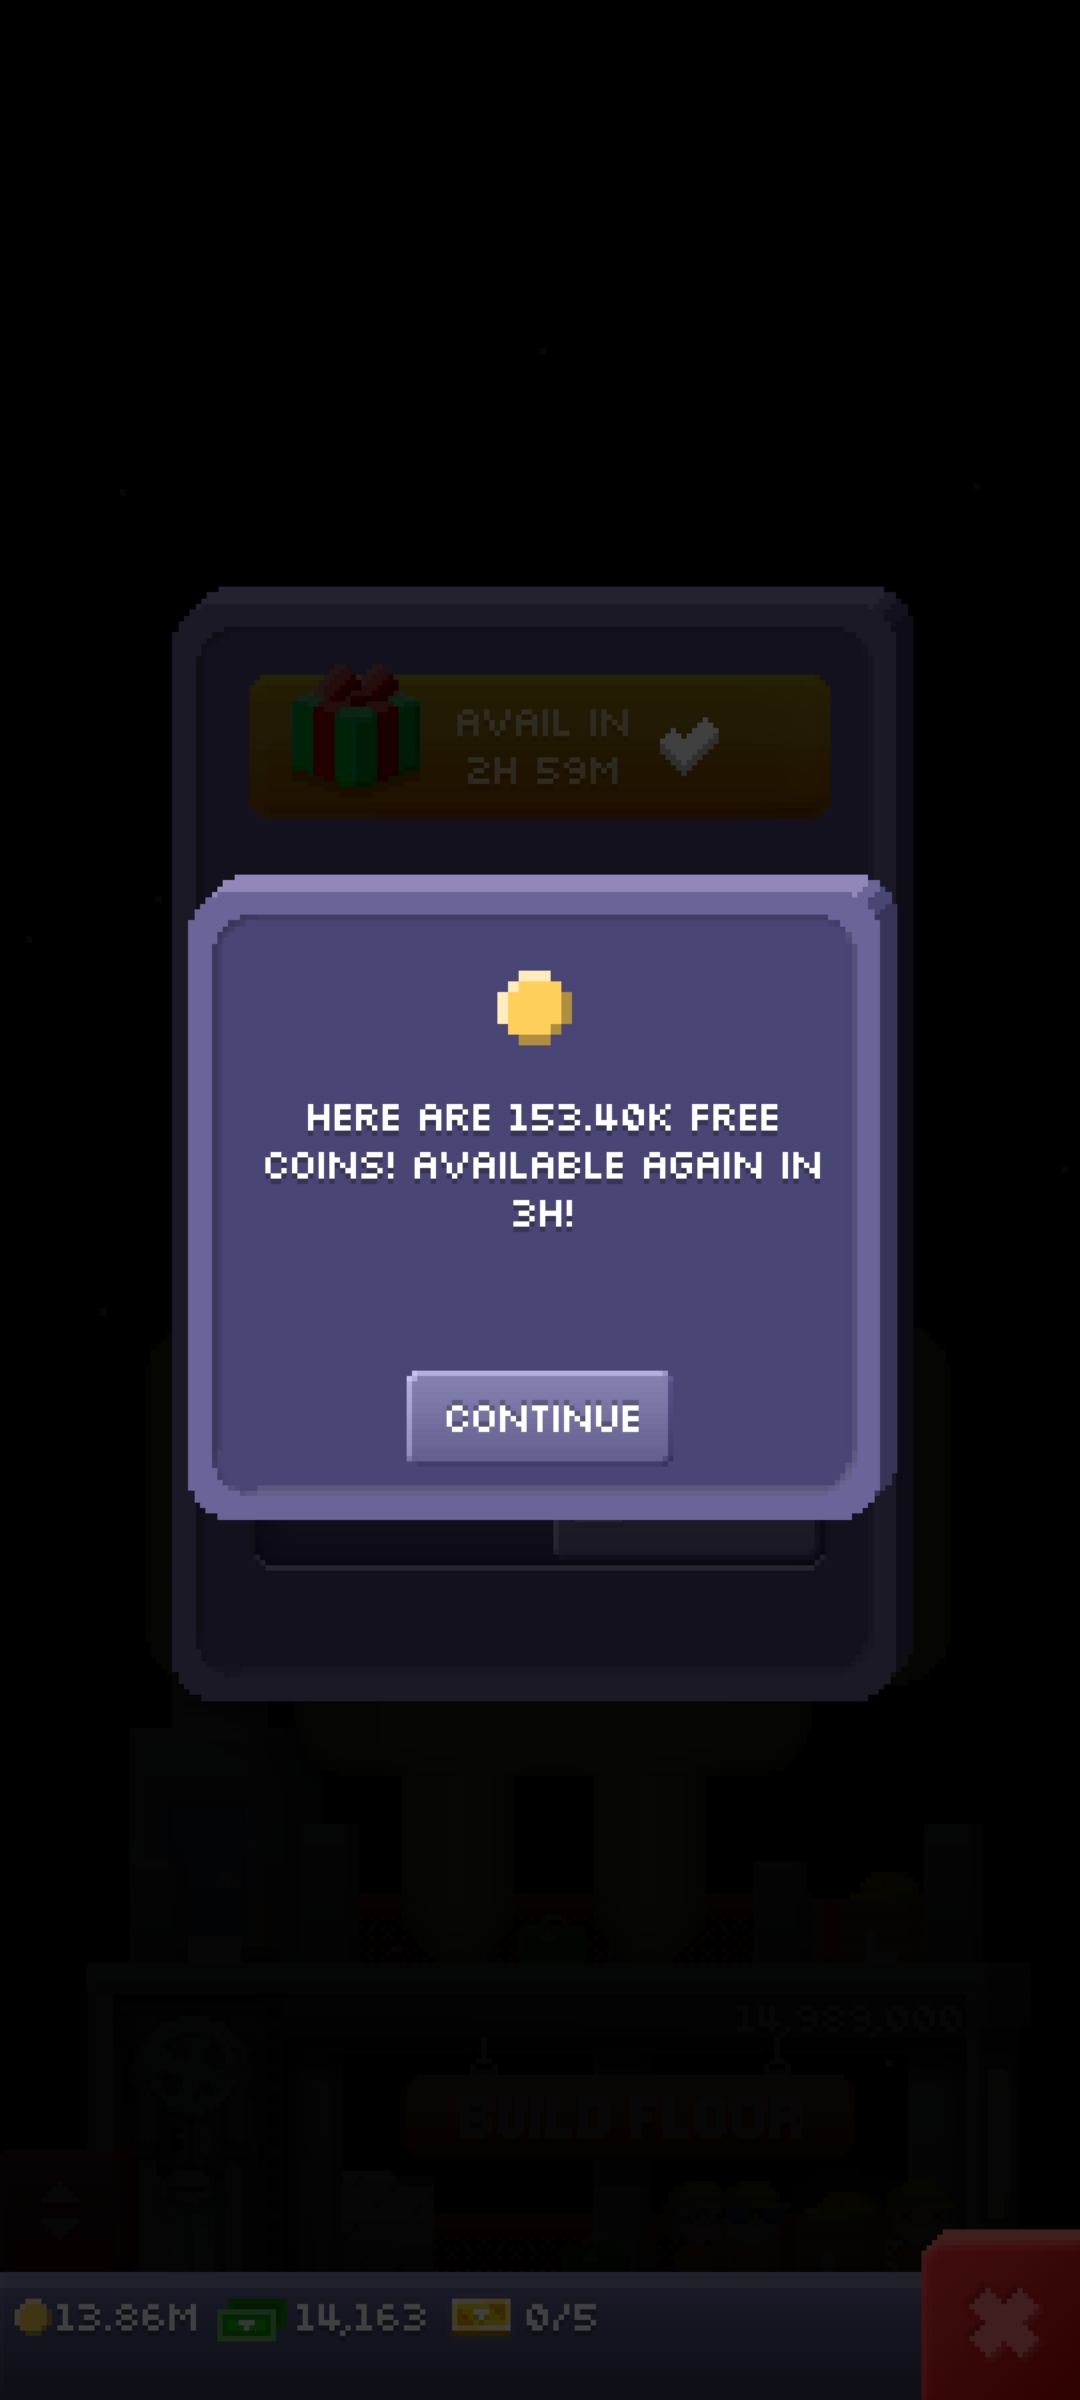 AVAIL IN
2H 59M
HERE ARE 153.40K FREE
COINS! AVAILABLE AGAIN IN
3H!
CONTINUE
14,989,000
BUILD FLOOR
13.86M 14,163 0/5